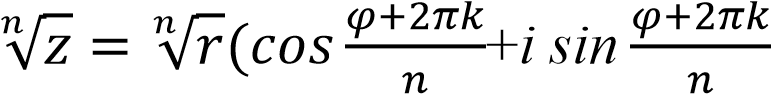 ⁿ√z = ⁿ√r(cos (φ+2πk)/n + i sin (φ+2πk)/n